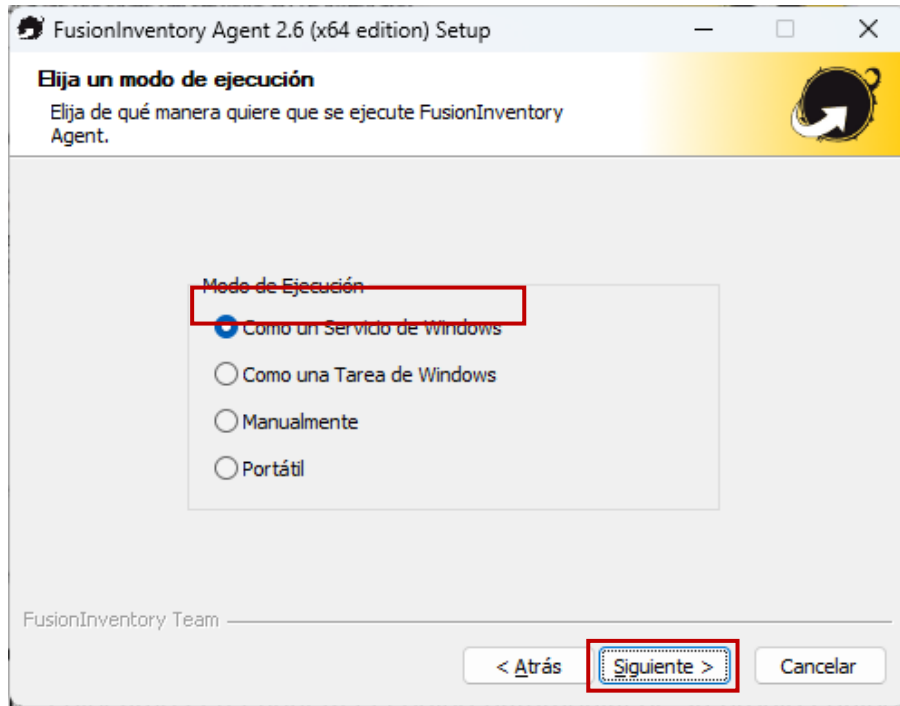 FusionInventory Agent 2.6 (x64 edition) Setup
Elija un modo de ejecución
Elija de qué manera quiere que se ejecute FusionInventory
Agent.
Modo de Ejecución
Como un Servicio de Windows
Como una Tarea de Windows
Manualmente
Portátil
FusionInventory Team
< Atrás
Siguiente >
Cancelar